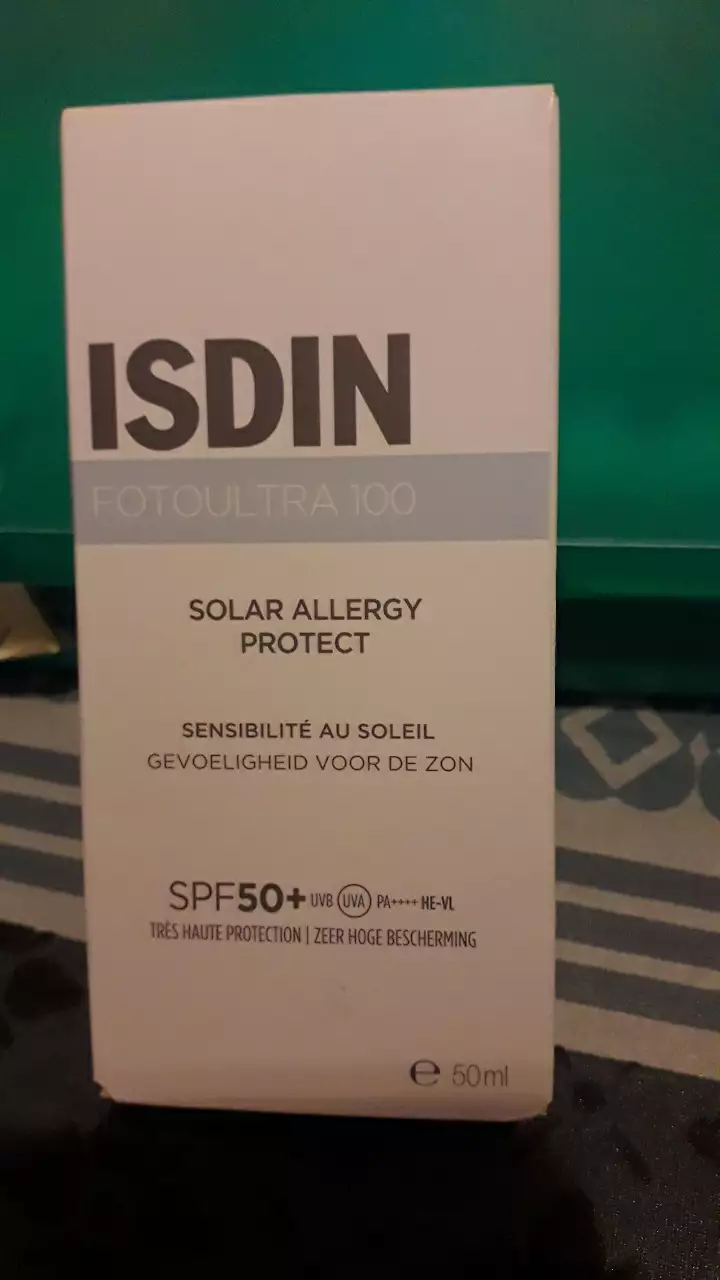 ISDIN
FOTOULTRA 100
SOLAR ALLERGY
PROTECT
SENSIBILITÉ AU SOLEIL
GEVOELIGHEID VOOR DE ZON
SPF50+ UVB UVA PA++++ HE-VL
TRÈS HAUTE PROTECTION | ZEER HOGE BESCHERMING
℮ 50ml